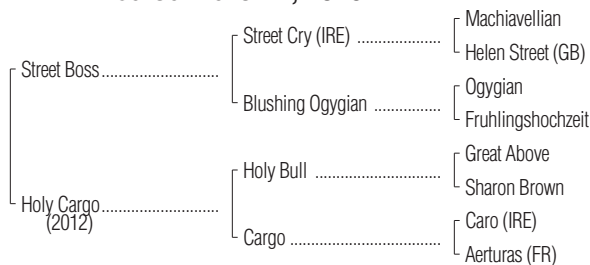 Street Boss
Holy Cargo
(2012)
Street Cry (IRE)
Blushing Ogygian
Holy Bull
Cargo
Machiavellian
Helen Street (GB)
Ogygian
Fruhlingshochzeit
Great Above
Sharon Brown
Caro (IRE)
Aerturas (FR)